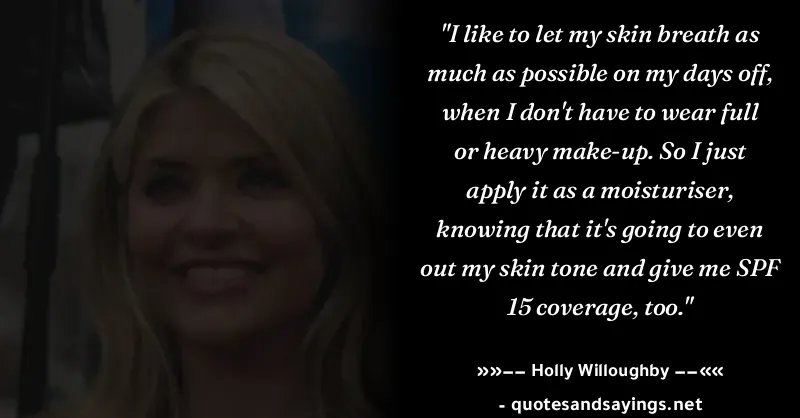 "I like to let my skin breath as
much as possible on my days off,
when I don't have to wear full
or heavy make-up. So I just
apply it as a moisturiser,
knowing that it's going to even
out my skin tone and give me SPF
15 coverage, too."
»»−− Holly Willoughby −−««
- quotesandsayings.net